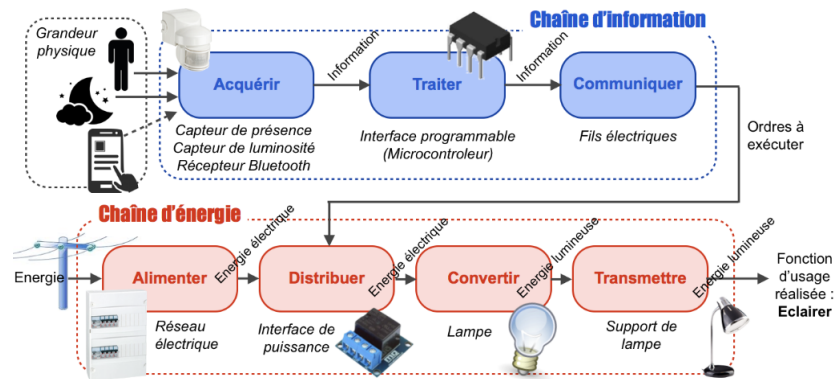 Grandeur
physique
Chaîne d'information
Acquérir
Information
Traiter
Information
Communiquer
Capteur de présence
Capteur de luminosité
Récepteur Bluetooth
Interface programmable
(Microcontroleur)
Fils électriques
Ordres à
exécuter
Chaîne d'énergie
Energie
Alimenter
Energie électrique
Distribuer
Energie électrique
Convertir
Energie lumineuse
Transmettre
Energie lumineuse
Fonction
d'usage
réalisée :
Eclairer
Réseau
électrique
Interface de
puissance
Lampe
Support de
lampe